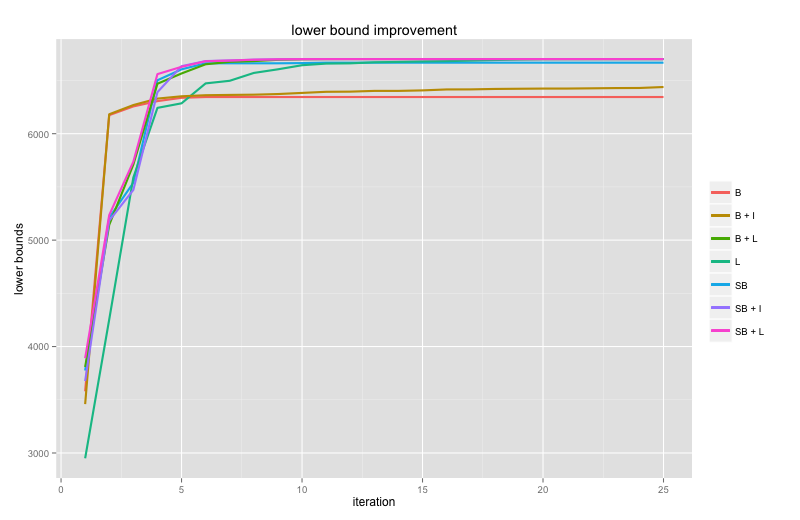 lower bound improvement
lower bounds
6000
5000
4000
3000
0
5
10
15
20
25
iteration
B
B + I
B + L
L
SB
SB + I
SB + L